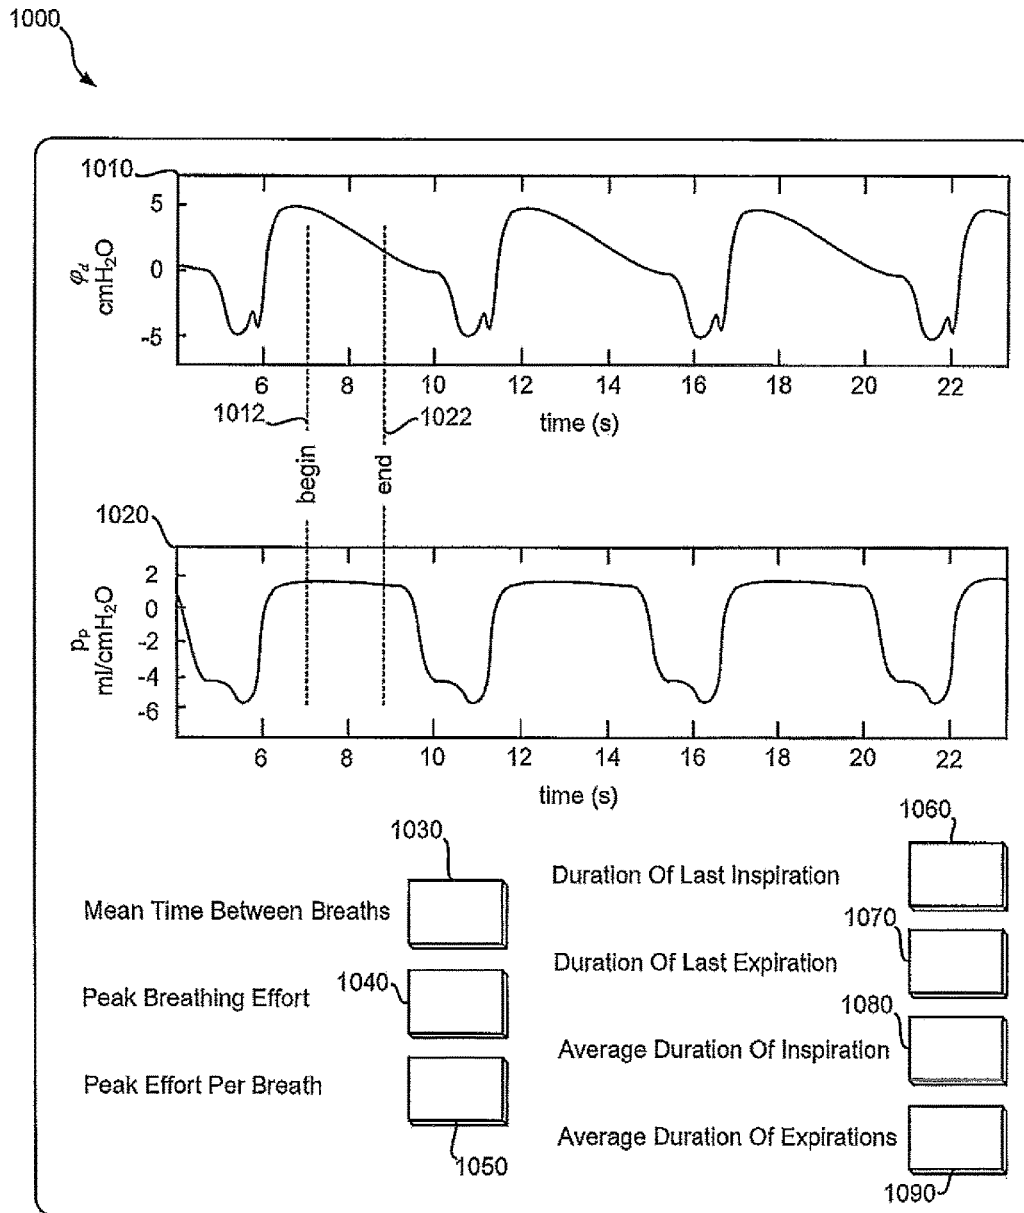 1000
1010
5
0
-5
φd
cmH₂O
6 8 10 12 14 16 18 20 22
time (s)
1012
1022
begin
end
1020
2
0
-2
-4
-6
pp
ml/cmH₂O
6 8 10 12 14 16 18 20 22
time (s)
1030
Mean Time Between Breaths
1040
Peak Breathing Effort
Peak Effort Per Breath
1050
1060
Duration Of Last Inspiration
1070
Duration Of Last Expiration
1080
Average Duration Of Inspiration
Average Duration Of Expirations
1090